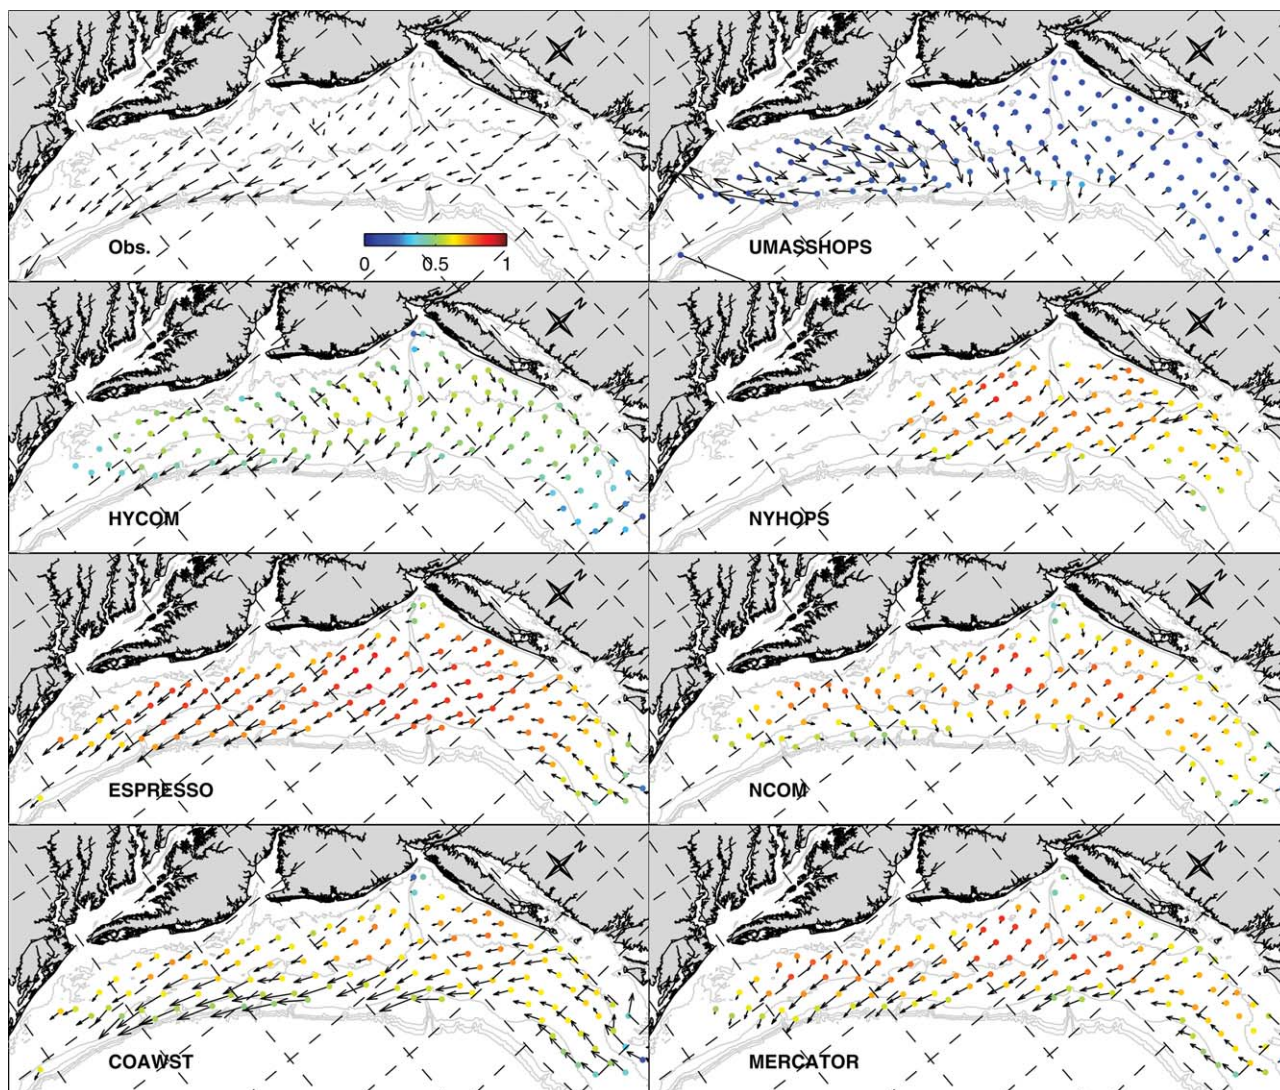 N
N
Obs.
0 0.5 1
UMASSHOPS
N
N
HYCOM
NYHOPS
N
N
ESPRESSO
NCOM
N
N
COAWST
MERCATOR